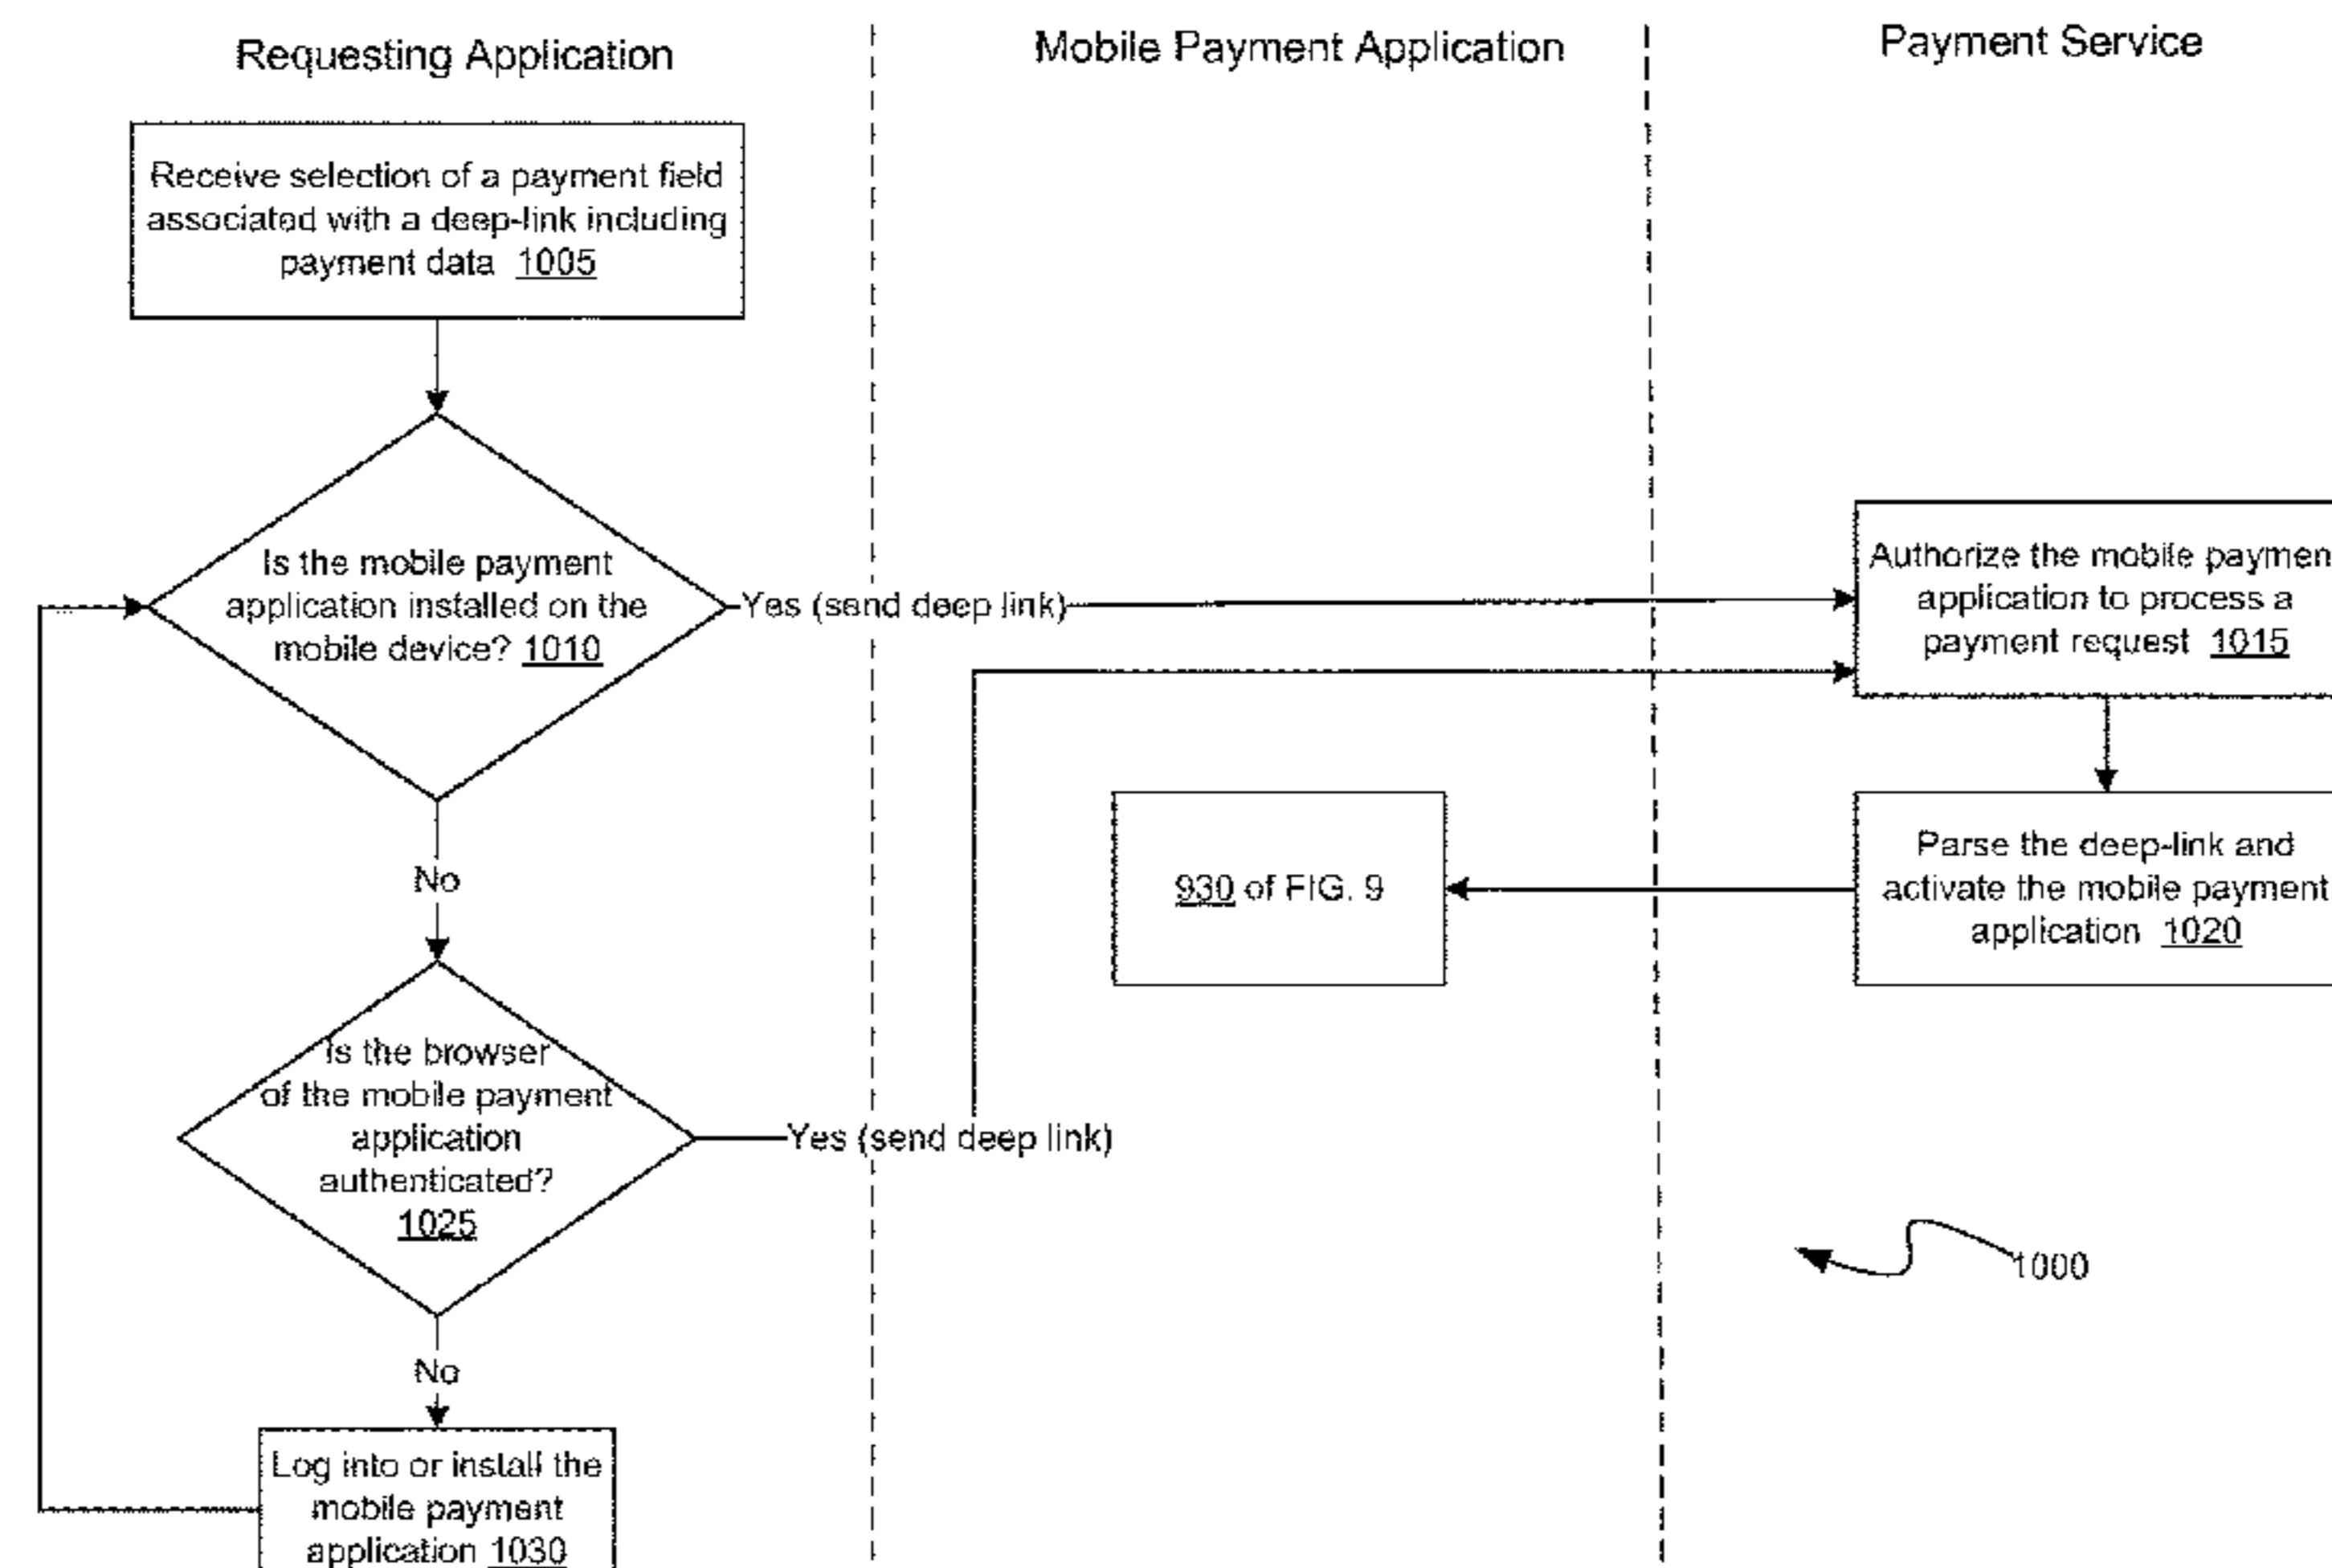 Requesting Application
Mobile Payment Application
Payment Service
Receive selection of a payment field
associated with a deep-link including
payment data 1005
Is the mobile payment
application installed on the
mobile device? 1010
Yes (send deep link)
Authorize the mobile paymen
application to process a
payment request 1015
Parse the deep-link and
activate the mobile payment
application 1020
930 of FIG. 9
No
Is the browser
of the mobile payment
application
authenticated?
1025
Yes (send deep link)
1000
No
Log into or install the
mobile payment
application 1030